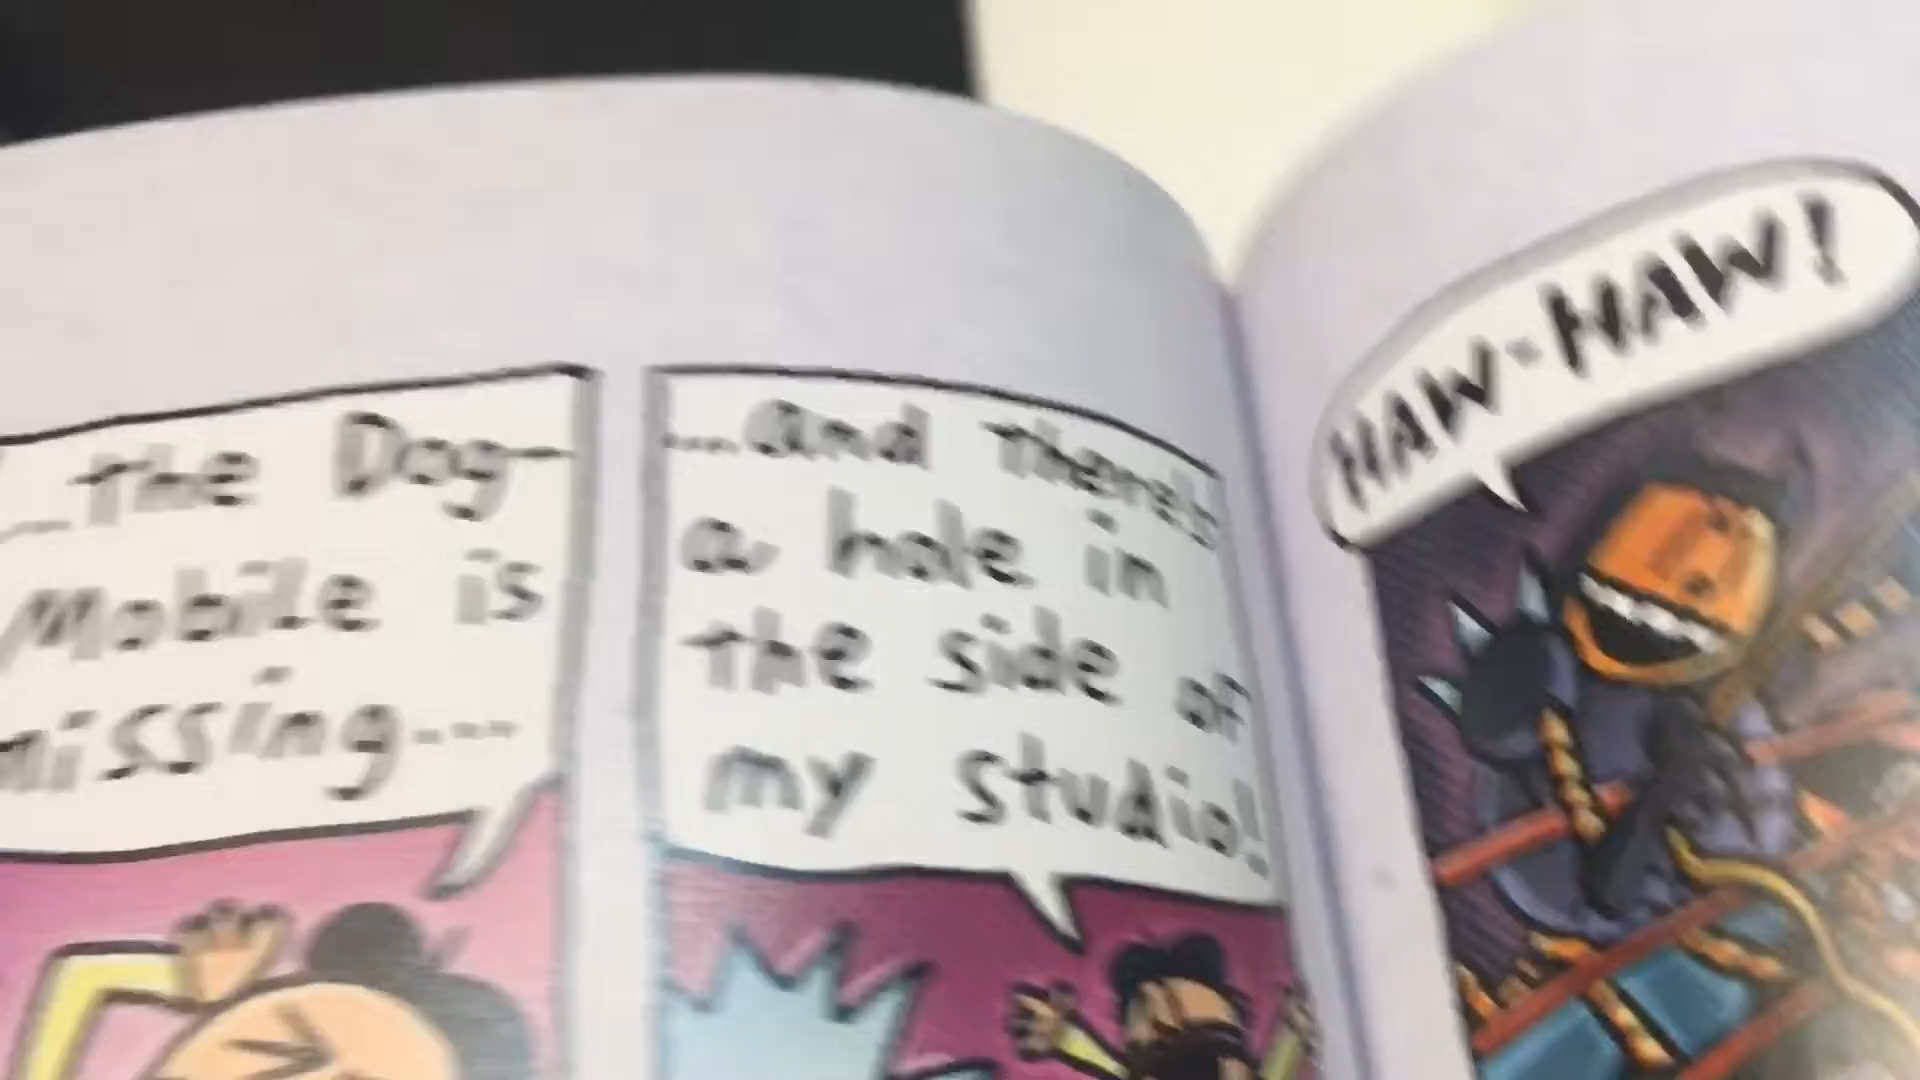 ...the Dog-
Mobile is
missing...
...and there's
a hole in
the side of
my studio!
HAW-HAW!